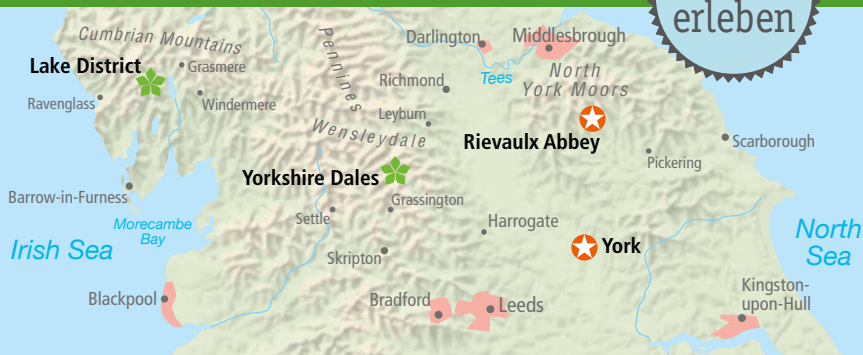 erleben
Cumbrian Mountains
Lake District
Grasmere
Ravenglass
Windermere
Pennines
Darlington
Middlesbrough
Tees
Richmond
North
York Moors
Leyburn
Wensleydale
Rievaulx Abbey
Scarborough
Pickering
Yorkshire Dales
Barrow-in-Furness
Grassington
Settle
Morecambe
Bay
Harrogate
Irish Sea
York
North
Sea
Skripton
Blackpool
Bradford
Leeds
Kingston-
upon-Hull